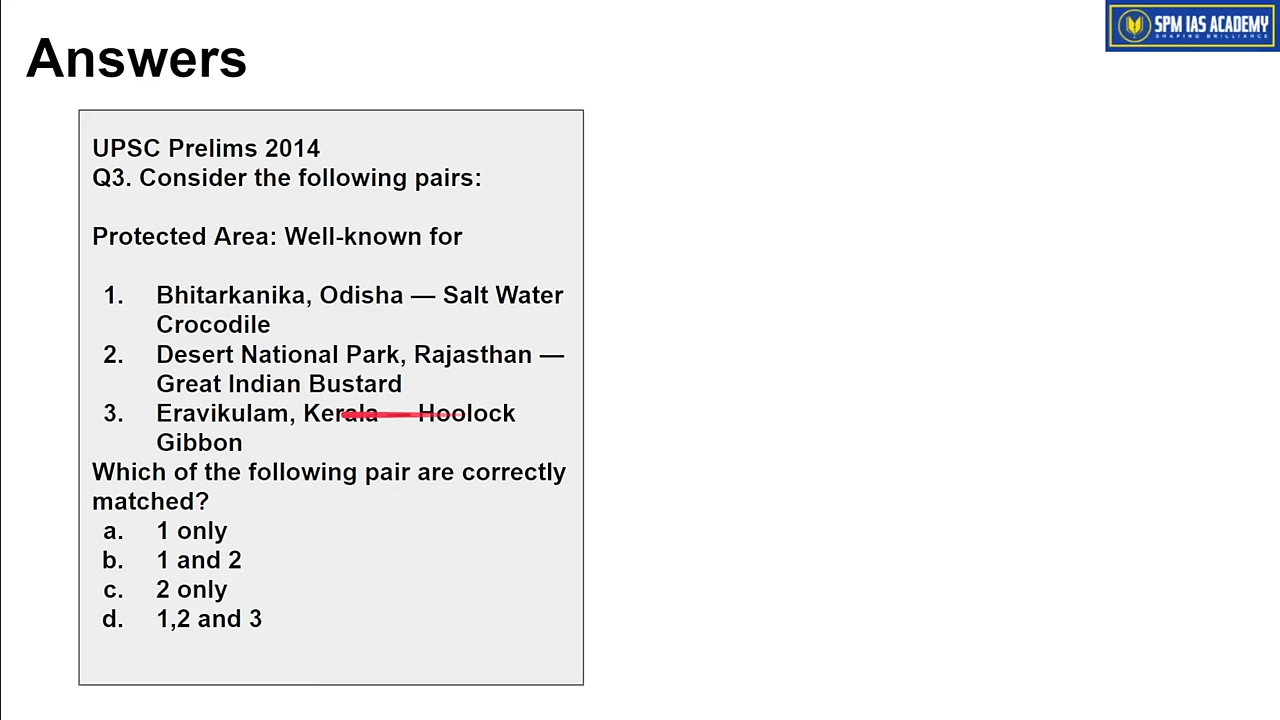 SPM IAS ACADEMY
SHAPING BRILLIANCE
Answers
UPSC Prelims 2014
Q3. Consider the following pairs:
Protected Area: Well-known for
1. Bhitarkanika, Odisha — Salt Water
Crocodile
2. Desert National Park, Rajasthan —
Great Indian Bustard
3. Eravikulam, Kerala — Hoolock
Gibbon
Which of the following pair are correctly
matched?
a. 1 only
b. 1 and 2
c. 2 only
d. 1,2 and 3